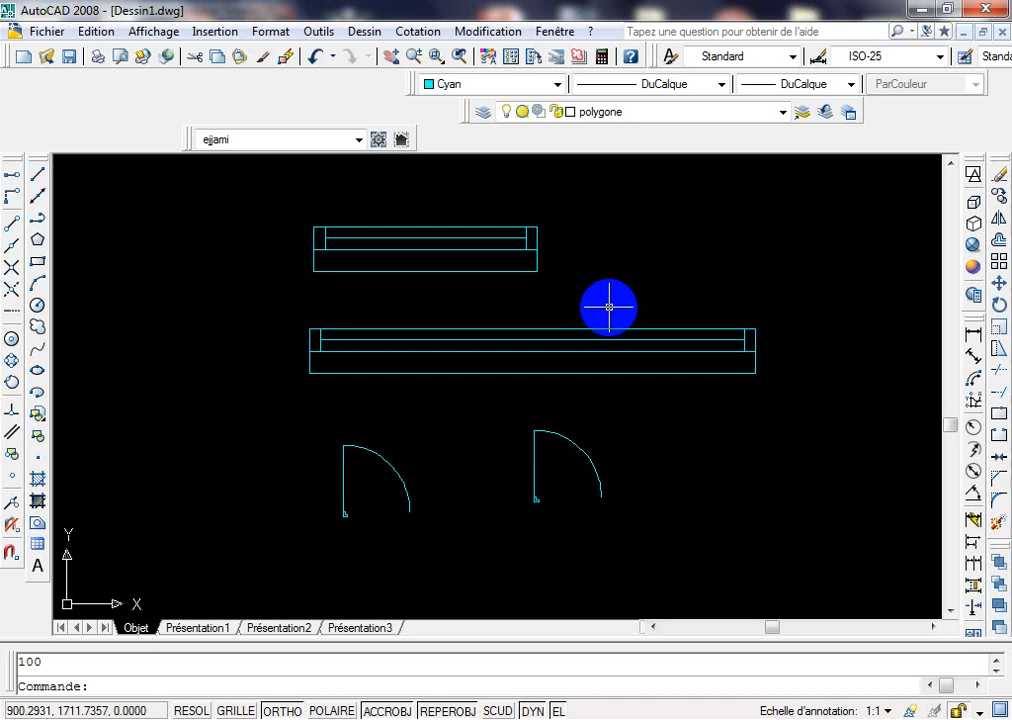 AutoCAD 2008 - [Dessin1.dwg]
Fichier Edition Affichage Insertion Format Outils Dessin Cotation Modification Fenêtre ? Tapez une question pour obtenir de l'aide
Standard ISO-25 Standa
Cyan DuCalque DuCalque ParCouleur
polygone
ejjami
Y
X
Objet Présentation1 Présentation2 Présentation3
100
Commande:
900.2931, 1711.7357, 0.0000 RESOL GRILLE ORTHO POLAIRE ACCROBJ REPEROBJ SCUD DYN EL Echelle d'annotation: 1:1